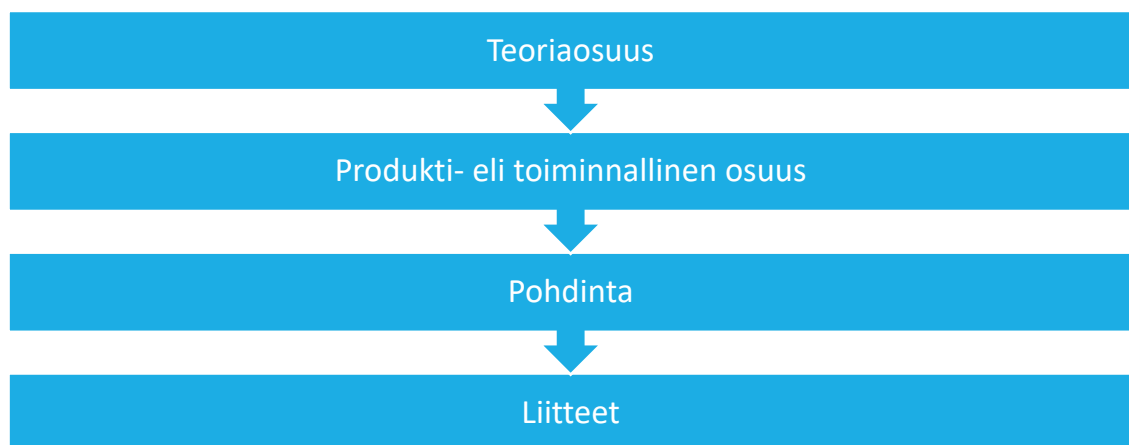 Teoriaosuus
Produkti- eli toiminnallinen osuus
Pohdinta
Liitteet